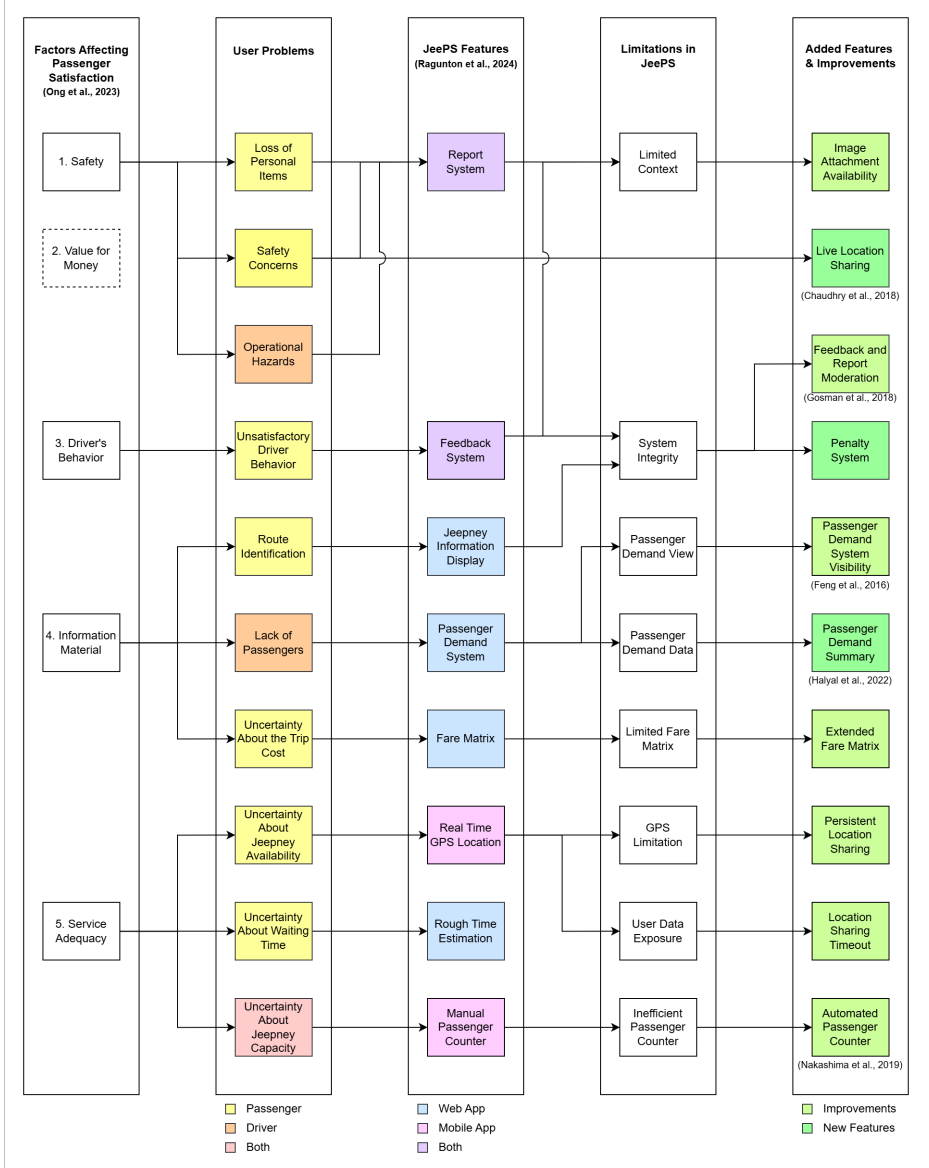 Factors Affecting
Passenger
Satisfaction
(Ong et al., 2023)
User Problems
JeePS Features
(Ragunton et al., 2024)
Limitations in
JeePS
Added Features
& Improvements
1. Safety
Loss of
Personal
Items
Report
System
Limited
Context
Image
Attachment
Availability
2. Value for
Money
Safety
Concerns
Live Location
Sharing
(Chaudhry et al., 2018)
Operational
Hazards
Feedback and
Report
Moderation
(Gosman et al., 2018)
3. Driver's
Behavior
Unsatisfactory
Driver
Behavior
Feedback
System
System
Integrity
Penalty
System
Route
Identification
Jeepney
Information
Display
Passenger
Demand View
Passenger
Demand
System
Visibility
(Feng et al., 2016)
4. Information
Material
Lack of
Passengers
Passenger
Demand
System
Passenger
Demand Data
Passenger
Demand
Summary
(Halyal et al., 2022)
Uncertainty
About the Trip
Cost
Fare Matrix
Limited Fare
Matrix
Extended
Fare Matrix
Uncertainty
About
Jeepney
Availability
Real Time
GPS Location
GPS
Limitation
Persistent
Location
Sharing
5. Service
Adequacy
Uncertainty
About Waiting
Time
Rough Time
Estimation
User Data
Exposure
Location
Sharing
Timeout
Uncertainty
About
Jeepney
Capacity
Manual
Passenger
Counter
Inefficient
Passenger
Counter
Automated
Passenger
Counter
(Nakashima et al., 2019)
Passenger
Driver
Both
Web App
Mobile App
Both
Improvements
New Features